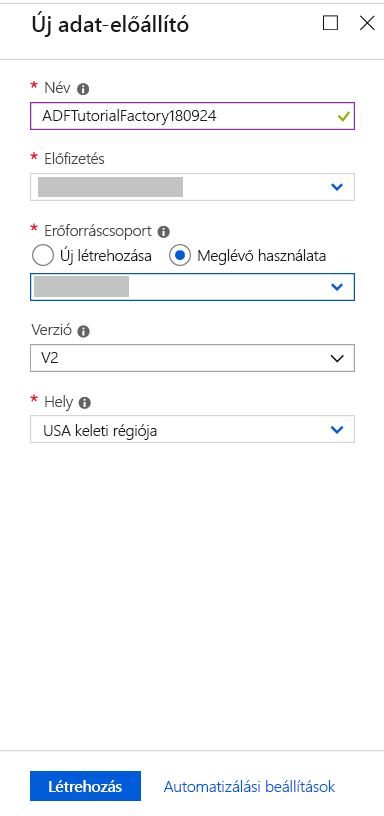 Új adat-előállító
* Név
ADFTutorialFactory180924
* Előfizetés
* Erőforráscsoport
Új létrehozása Meglévő használata
Verzió
V2
* Hely
USA keleti régiója
Létrehozás Automatizálási beállítások